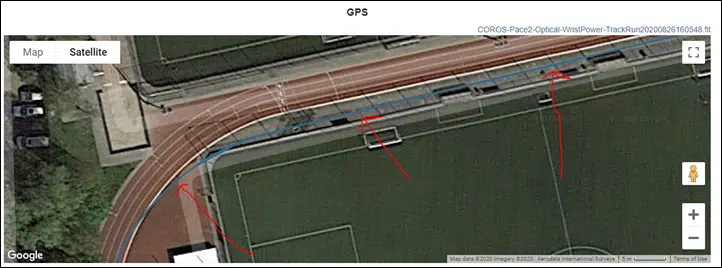 GPS
COROS-Pace2-Optical-WristPower-TrackRun20200826160548.fit
Map Satellite
Google
Map data ©2020 Imagery ©2020, Aerodata International Surveys 5 m Terms of Use